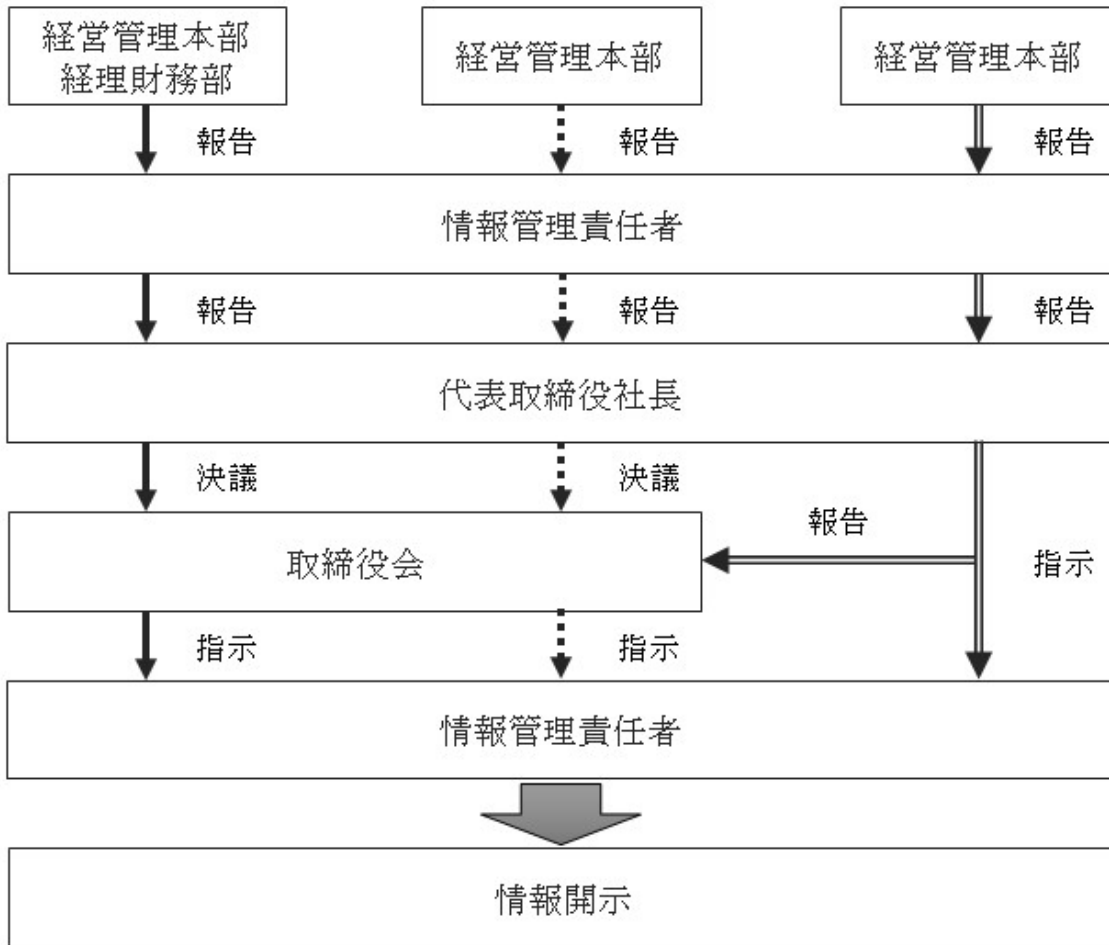 経営管理本部
経理財務部
経営管理本部
経営管理本部
報告
報告
報告
情報管理責任者
報告
報告
報告
代表取締役社長
決議
決議
報告
取締役会
指示
指示
指示
情報管理責任者
情報開示